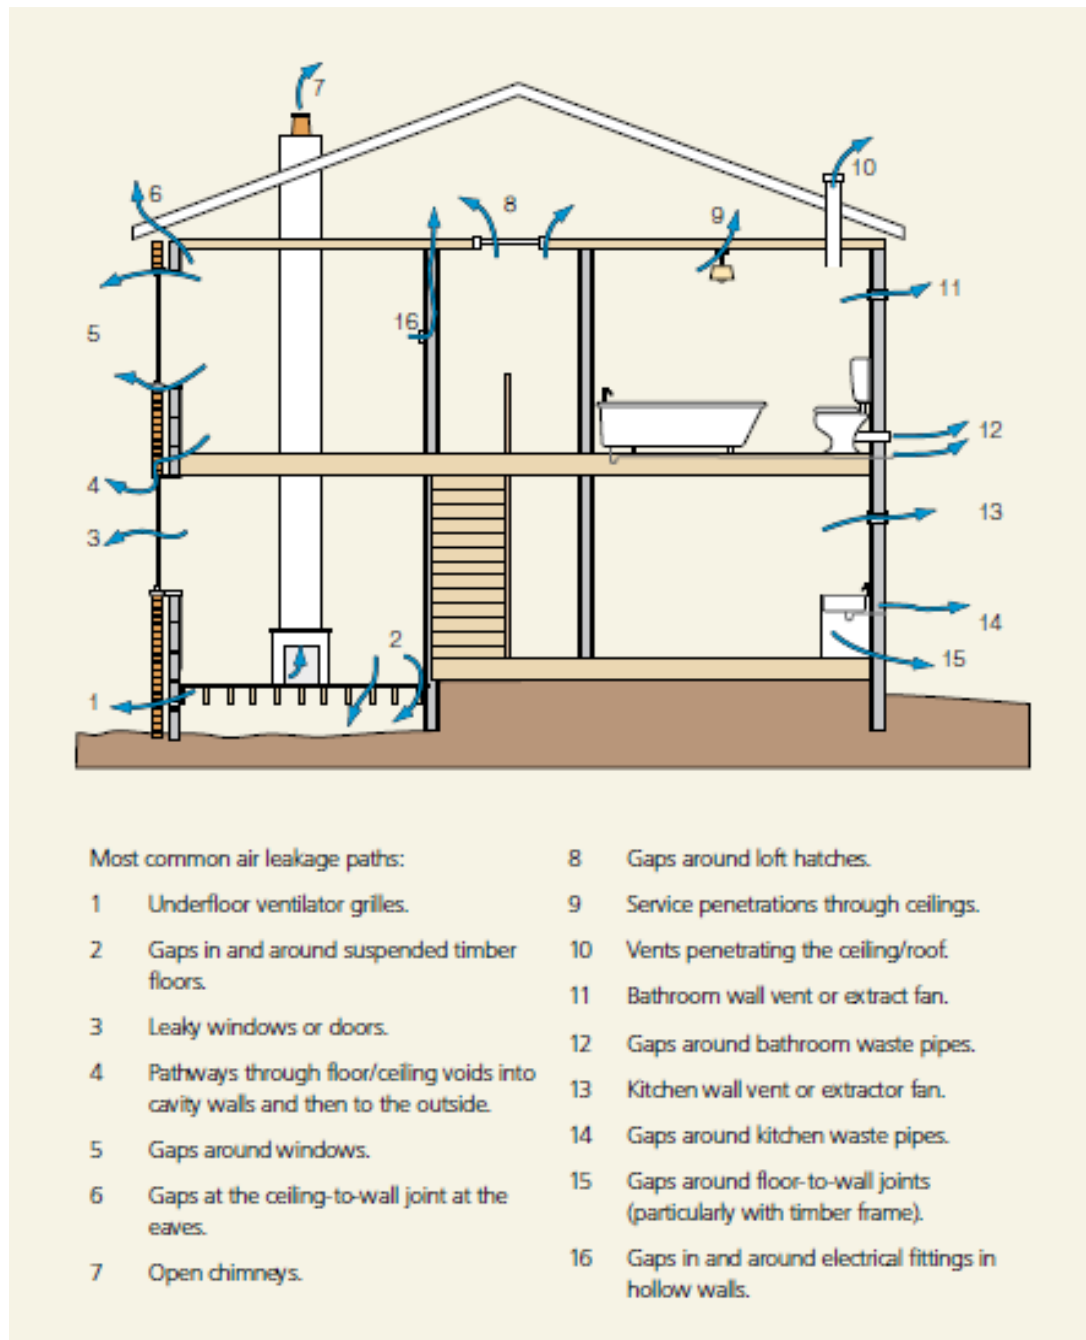 7
6
10
8
9
11
16
5
12
4
13
3
14
2
15
1
Most common air leakage paths:
1 Underfloor ventilator grilles.
2 Gaps in and around suspended timber
floors.
3 Leaky windows or doors.
4 Pathways through floor/ceiling voids into
cavity walls and then to the outside.
5 Gaps around windows.
6 Gaps at the ceiling-to-wall joint at the
eaves.
7 Open chimneys.
8 Gaps around loft hatches.
9 Service penetrations through ceilings.
10 Vents penetrating the ceiling/roof.
11 Bathroom wall vent or extract fan.
12 Gaps around bathroom waste pipes.
13 Kitchen wall vent or extractor fan.
14 Gaps around kitchen waste pipes.
15 Gaps around floor-to-wall joints
(particularly with timber frame).
16 Gaps in and around electrical fittings in
hollow walls.